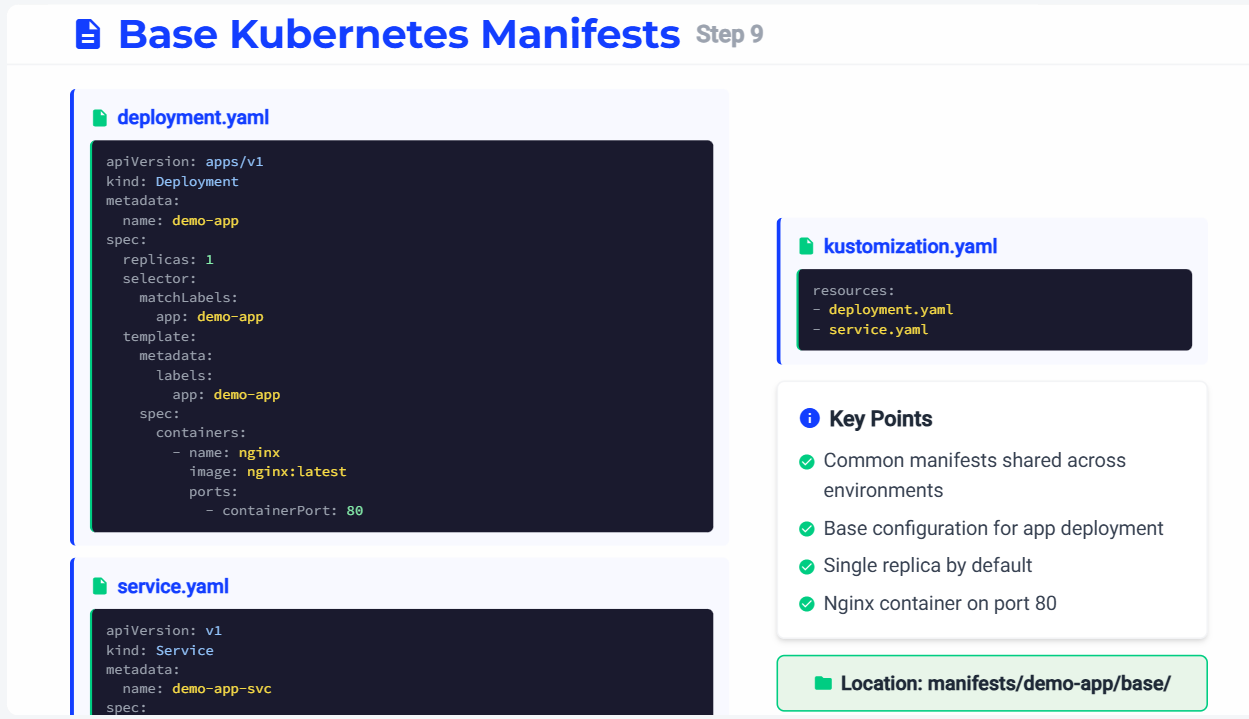 Base Kubernetes Manifests Step 9
deployment.yaml
apiVersion: apps/v1
kind: Deployment
metadata:
  name: demo-app
spec:
  replicas: 1
  selector:
    matchLabels:
      app: demo-app
  template:
    metadata:
      labels:
        app: demo-app
    spec:
      containers:
        - name: nginx
          image: nginx:latest
          ports:
            - containerPort: 80
service.yaml
apiVersion: v1
kind: Service
metadata:
  name: demo-app-svc
spec:
kustomization.yaml
resources:
- deployment.yaml
- service.yaml
Key Points
Common manifests shared across
environments
Base configuration for app deployment
Single replica by default
Nginx container on port 80
Location: manifests/demo-app/base/